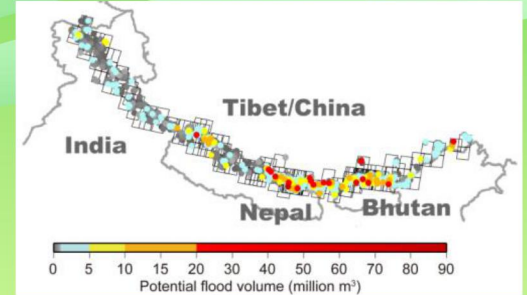 Tibet/China
India
Nepal
Bhutan
0 5 10 15 20 30 40 50 60 70 80 90
Potential flood volume (million m³)